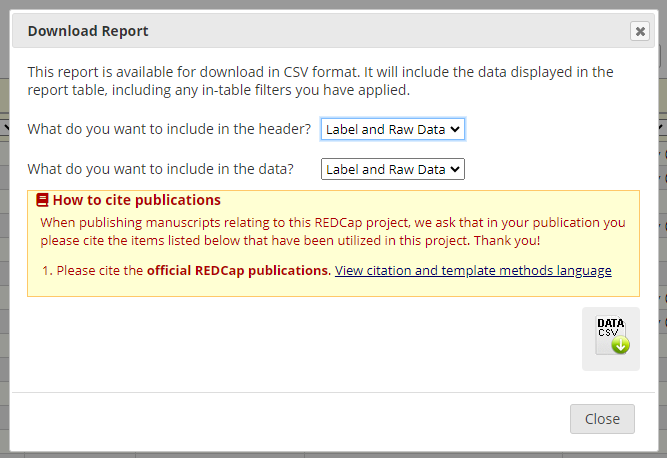 Download Report
This report is available for download in CSV format. It will include the data displayed in the
report table, including any in-table filters you have applied.
What do you want to include in the header? Label and Raw Data
What do you want to include in the data? Label and Raw Data
How to cite publications
When publishing manuscripts relating to this REDCap project, we ask that in your publication you
please cite the items listed below that have been utilized in this project. Thank you!
1. Please cite the official REDCap publications. View citation and template methods language
DATA
CSV
Close